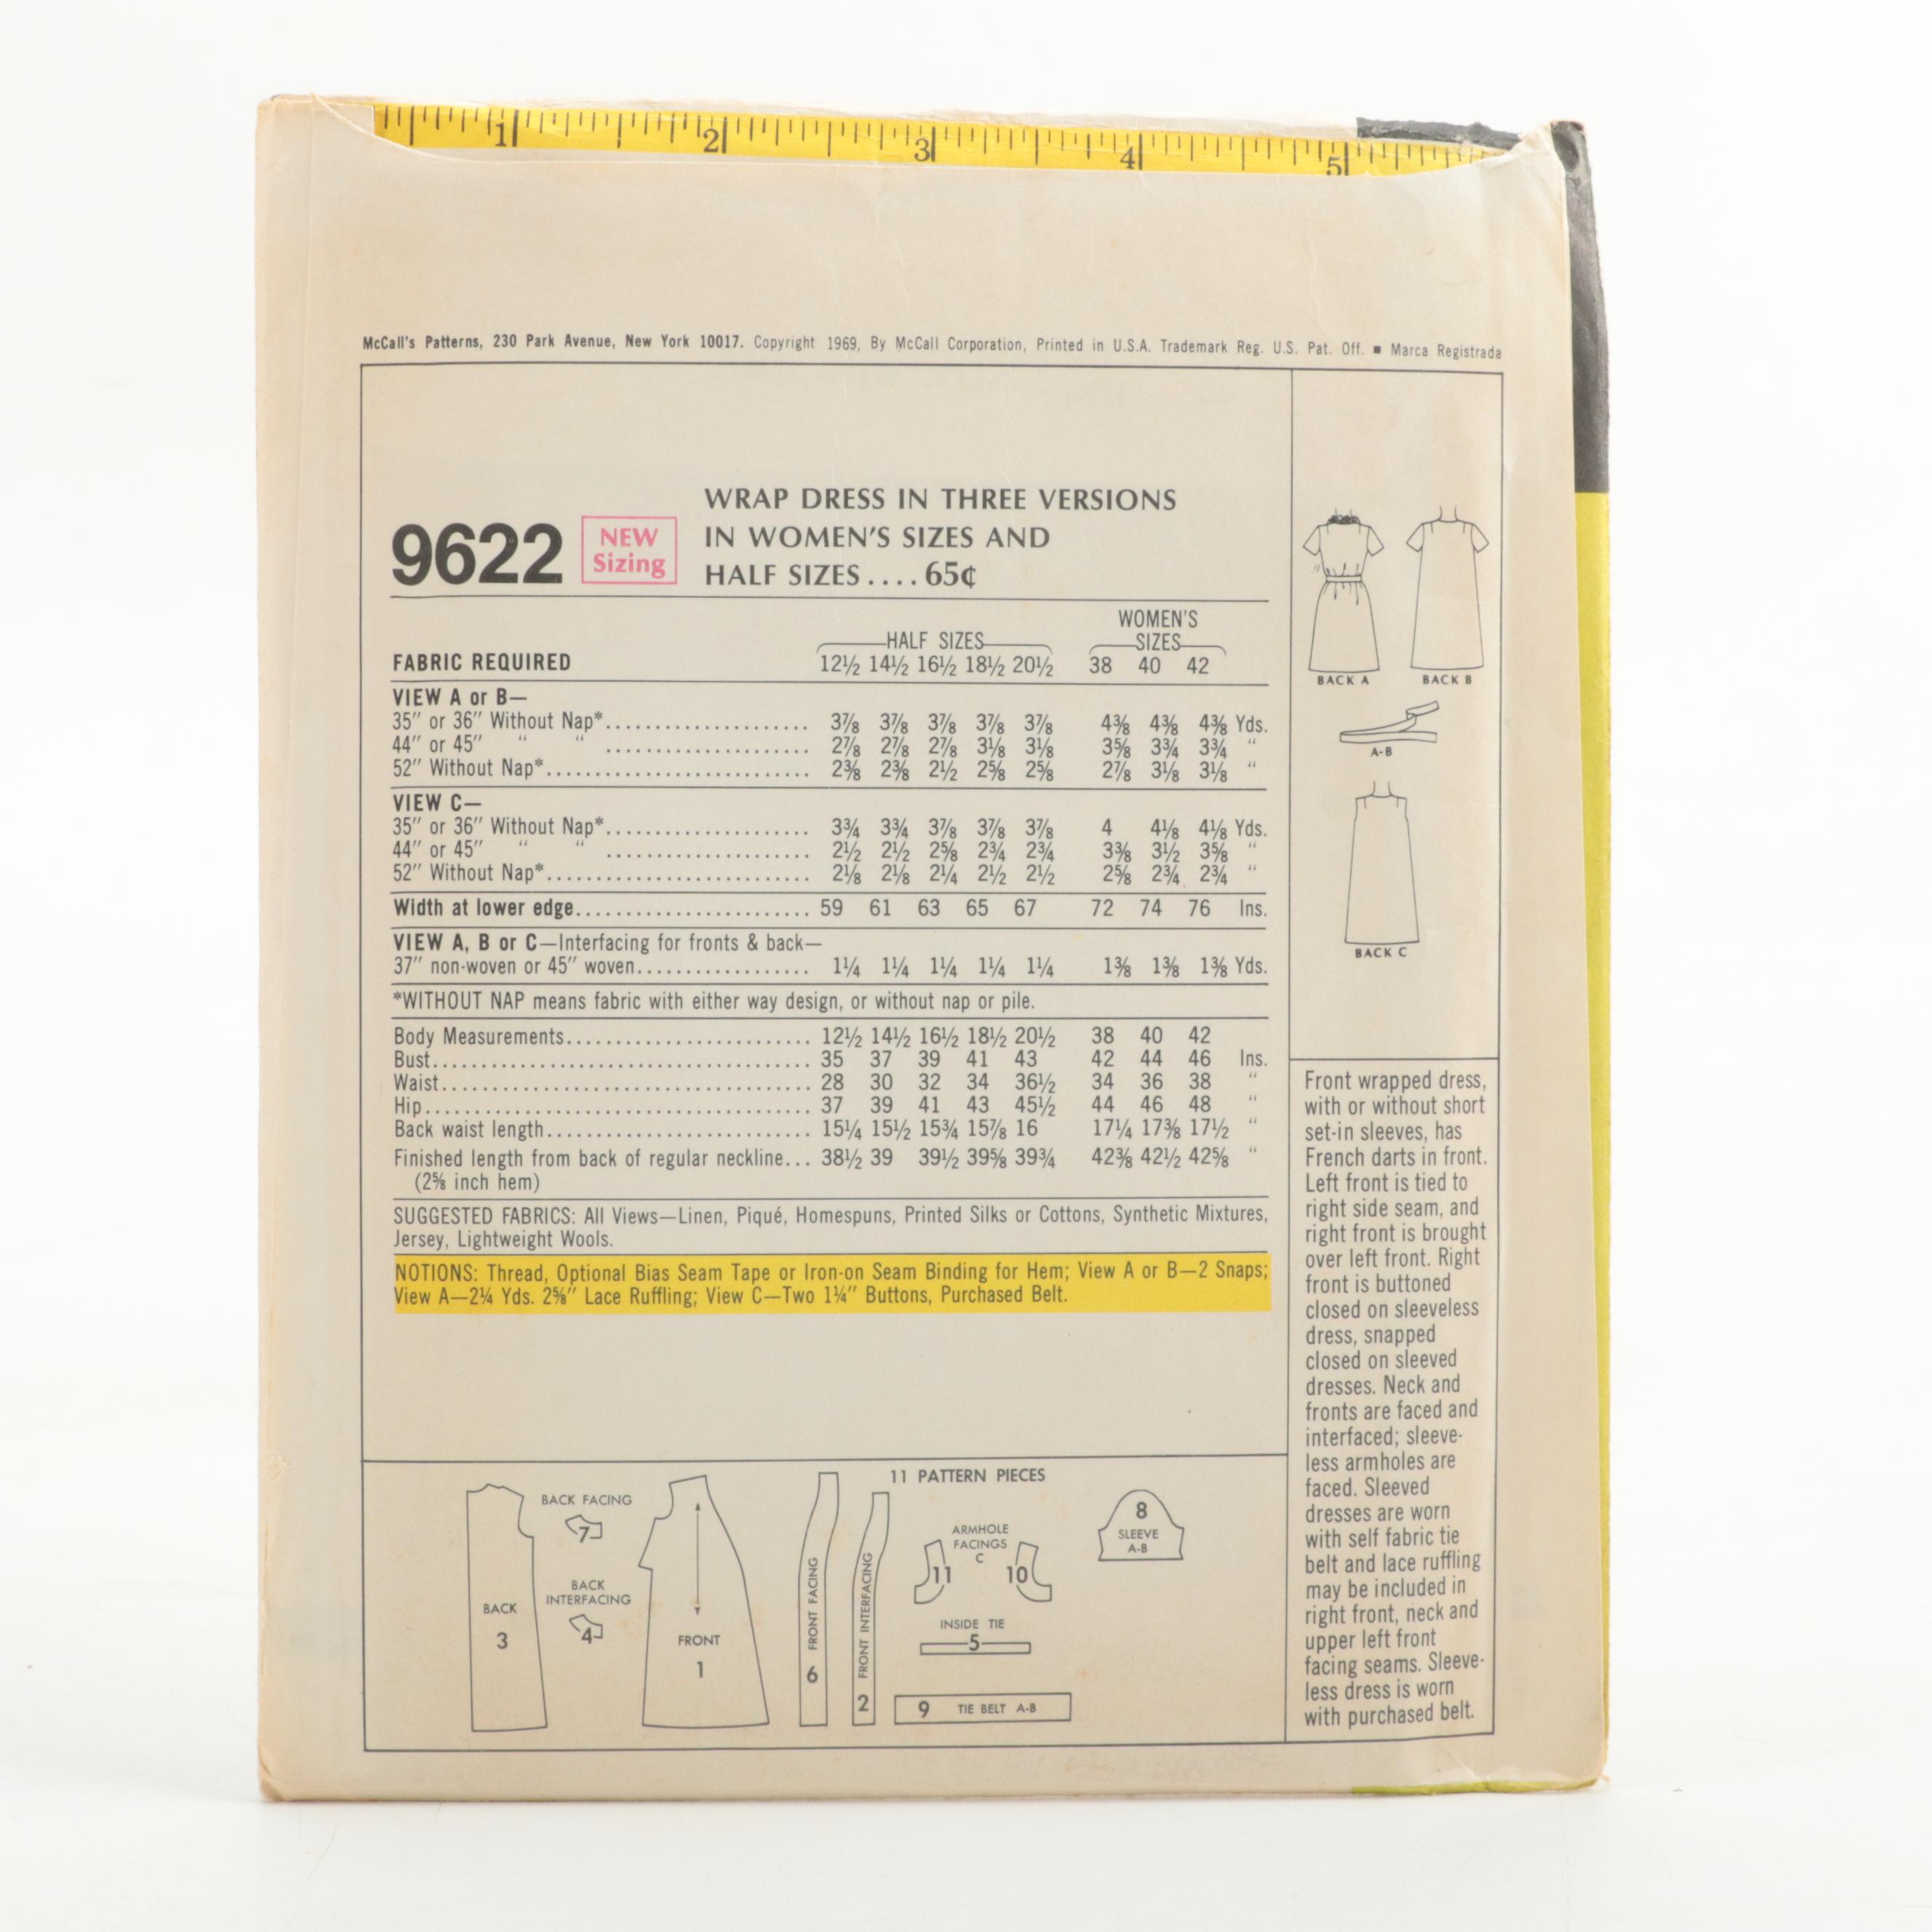 1 2 3 4 5
McCall's Patterns, 230 Park Avenue, New York 10017. Copyright 1969, By McCall Corporation, Printed in U.S.A. Trademark Reg. U.S. Pat. Off. ■ Marca Registrada
9622
NEW
Sizing
WRAP DRESS IN THREE VERSIONS
IN WOMEN'S SIZES AND
HALF SIZES.... 65¢
WOMEN'S
HALF SIZES SIZES
FABRIC REQUIRED 12½ 14½ 16½ 18½ 20½ 38 40 42
VIEW A or B—
35" or 36" Without Nap*..................... 3⅞ 3⅞ 3⅞ 3⅞ 3⅞ 4⅜ 4⅜ 4⅜ Yds.
44" or 45" " " ..................... 2⅞ 2⅞ 2⅞ 3⅛ 3⅛ 3⅝ 3¾ 3¾ "
52" Without Nap*........................... 2⅜ 2⅜ 2½ 2⅝ 2⅝ 2⅞ 3⅛ 3⅛ "
VIEW C—
35" or 36" Without Nap*..................... 3¾ 3¾ 3⅞ 3⅞ 3⅞ 4 4⅛ 4⅛ Yds.
44" or 45" " " ..................... 2½ 2½ 2⅝ 2¾ 2¾ 3⅜ 3½ 3⅝ "
52" Without Nap*........................... 2⅛ 2⅛ 2¼ 2½ 2½ 2⅝ 2¾ 2¾ "
Width at lower edge........................ 59 61 63 65 67 72 74 76 Ins.
VIEW A, B or C—Interfacing for fronts & back—
37" non-woven or 45" woven.................. 1¼ 1¼ 1¼ 1¼ 1¼ 1⅜ 1⅜ 1⅜ Yds.
*WITHOUT NAP means fabric with either way design, or without nap or pile.
Body Measurements......................... 12½ 14½ 16½ 18½ 20½ 38 40 42
Bust....................................... 35 37 39 41 43 42 44 46 Ins.
Waist...................................... 28 30 32 34 36½ 34 36 38 "
Hip........................................ 37 39 41 43 45½ 44 46 48 "
Back waist length........................... 15¼ 15½ 15¾ 15⅞ 16 17¼ 17⅜ 17½ "
Finished length from back of regular neckline... 38½ 39 39½ 39⅝ 39¾ 42⅜ 42½ 42⅝ "
(2⅝ inch hem)
SUGGESTED FABRICS: All Views—Linen, Piqué, Homespuns, Printed Silks or Cottons, Synthetic Mixtures,
Jersey, Lightweight Wools.
NOTIONS: Thread, Optional Bias Seam Tape or Iron-on Seam Binding for Hem; View A or B—2 Snaps;
View A—2¼ Yds. 2⅝" Lace Ruffling; View C—Two 1¼" Buttons, Purchased Belt.
BACK A BACK B
A-B
BACK C
Front wrapped dress,
with or without short
set-in sleeves, has
French darts in front.
Left front is tied to
right side seam, and
right front is brought
over left front. Right
front is buttoned
closed on sleeveless
dress, snapped
closed on sleeved
dresses. Neck and
fronts are faced and
interfaced; sleeve-
less armholes are
faced. Sleeved
dresses are worn
with self fabric tie
belt and lace ruffling
may be included in
right front, neck and
upper left front
facing seams. Sleeve-
less dress is worn
with purchased belt.
11 PATTERN PIECES
BACK
3
BACK FACING
7
BACK
INTERFACING
4
FRONT
1
6 FRONT FACING
2 FRONT INTERFACING
ARMHOLE
FACINGS
C
11 10
INSIDE TIE
5
9 TIE BELT A-B
8
SLEEVE
A-B